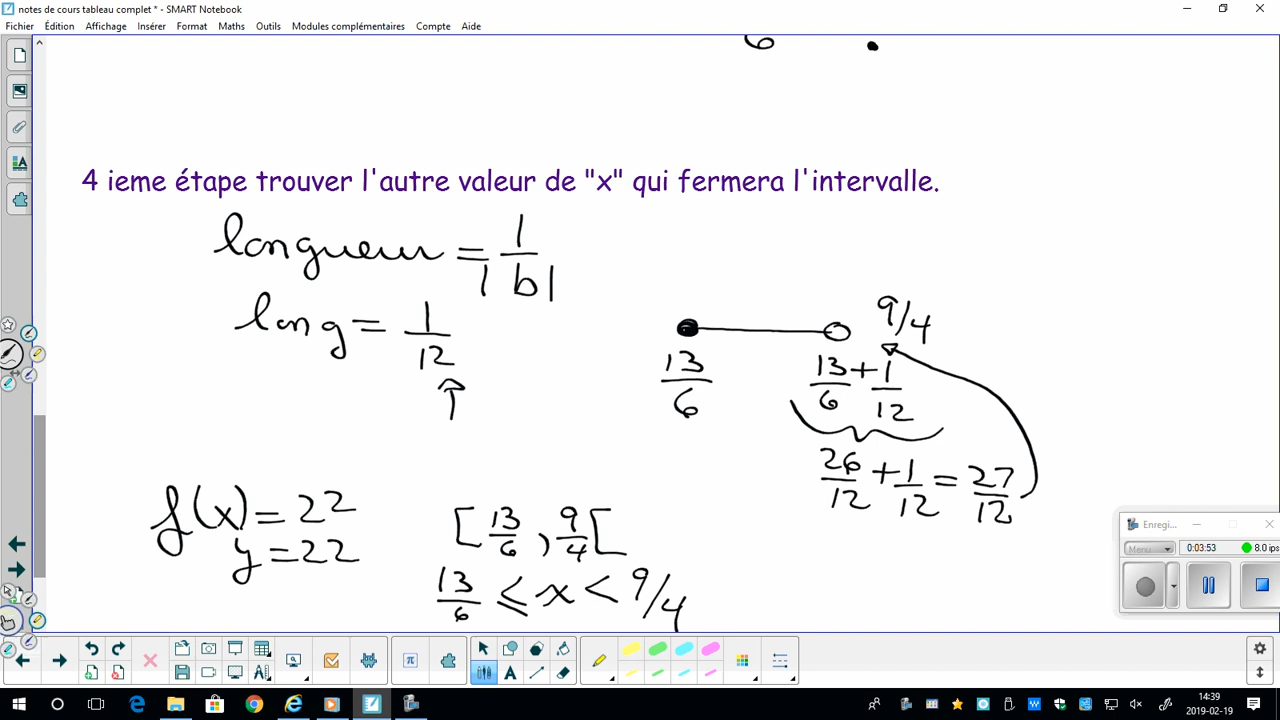 notes de cours tableau complet * - SMART Notebook
Fichier Édition Affichage Insérer Format Maths Outils Modules complémentaires Compte Aide
6
4 ieme étape trouver l'autre valeur de "x" qui fermera l'intervalle.
longueur = 1/|b|
long = 1/12
9/4
13/6
13/6 + 1/12
26/12 + 1/12 = 27/12
f(x) = 22
y = 22
[13/6, 9/4[
13/6 ≤ x < 9/4
Enregi...
Menu
0:03:53
8.0 ips
14:39
2019-02-19